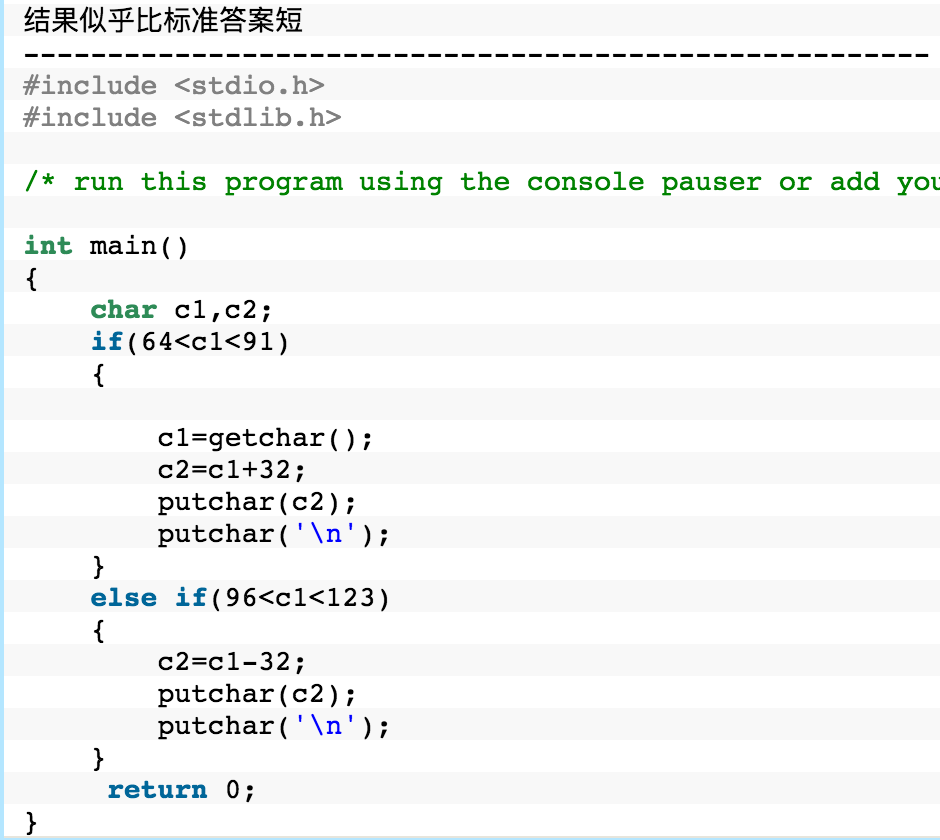 结果似乎比标准答案短
------------------------------------------------------
#include <stdio.h>
#include <stdlib.h>
/* run this program using the console pauser or add you
int main()
{
char c1,c2;
if(64<c1<91)
{
c1=getchar();
c2=c1+32;
putchar(c2);
putchar('\n');
}
else if(96<c1<123)
{
c2=c1-32;
putchar(c2);
putchar('\n');
}
return 0;
}